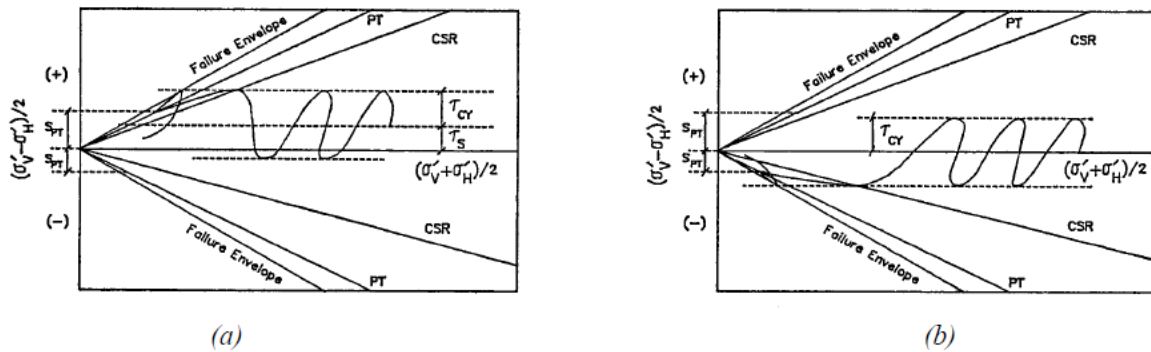 Failure Envelope
PT
CSR
(+)
τCY
SPT
τS
(σ'V-σ'H)/2
SPT
(σ'V+σ'H)/2
(-)
CSR
Failure Envelope
PT
(a)
Failure Envelope
PT
CSR
(+)
τCY
SPT
(σ'V-σ'H)/2
SPT
(σ'V+σ'H)/2
(-)
CSR
Failure Envelope
PT
(b)